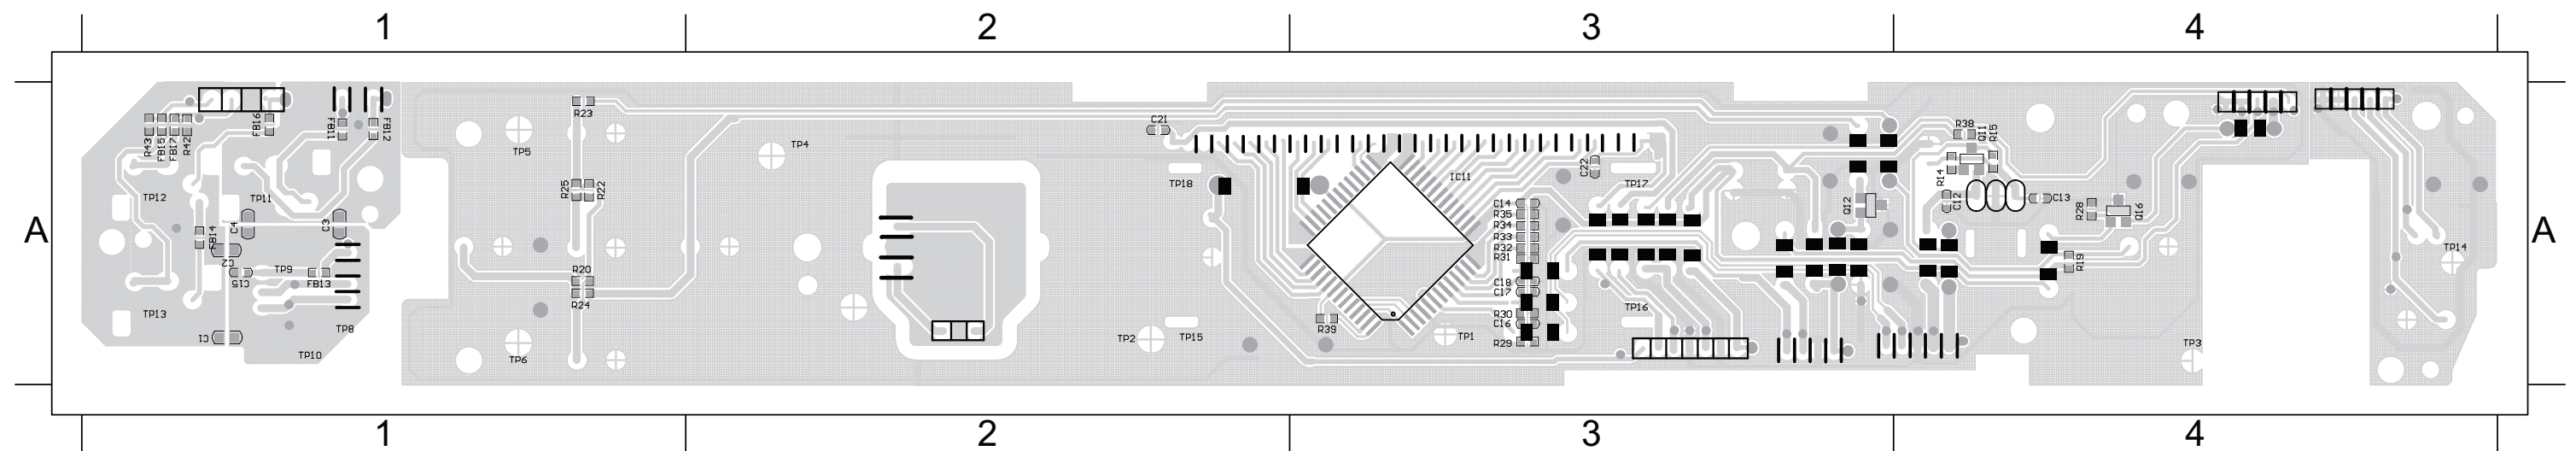 1
2
3
4
A
A
R43
FB15
FB17
R42
FB16
FB11
FB12
TP12
TP11
C4
C3
FB14
C2
C15
TP9
FB13
TP13
TP8
C1
TP10
R23
TP5
R25
R22
R20
R24
TP6
TP4
C21
TP18
TP2
TP15
R39
TP1
IC11
C22
TP17
C14
R35
R34
R33
R32
R31
C18
C17
R30
C16
R29
TP16
Q12
R38
Q11
R15
R14
C12
C13
R28
Q16
R19
TP3
TP14
1
2
3
4